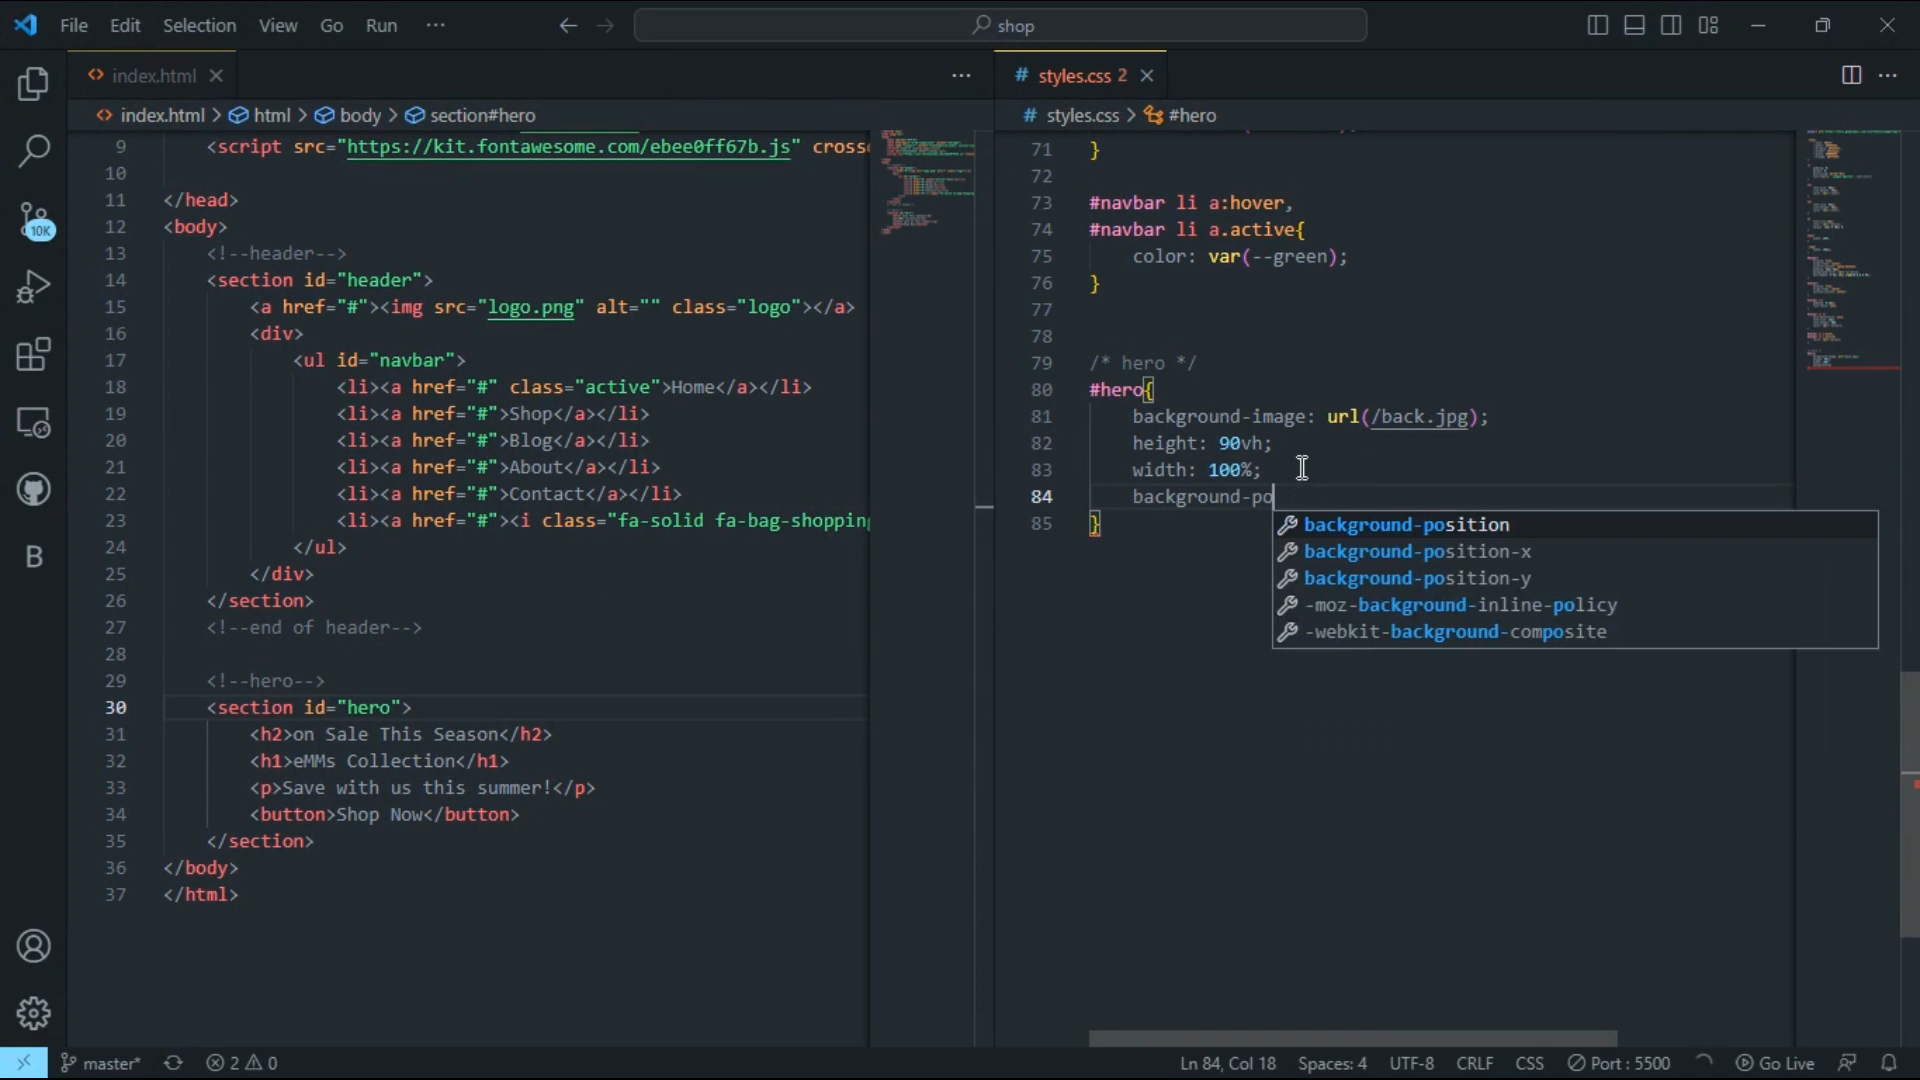 File Edit Selection View Go Run ··· shop
index.html
styles.css 2
index.html > html > body > section#hero
styles.css > #hero
9 <script src="https://kit.fontawesome.com/ebee0ff67b.js" crosso
10
11 </head>
12 <body>
13 <!--header-->
14 <section id="header">
15 <a href="#"><img src="logo.png" alt="" class="logo"></a>
16 <div>
17 <ul id="navbar">
18 <li><a href="#" class="active">Home</a></li>
19 <li><a href="#">Shop</a></li>
20 <li><a href="#">Blog</a></li>
21 <li><a href="#">About</a></li>
22 <li><a href="#">Contact</a></li>
23 <li><a href="#"><i class="fa-solid fa-bag-shopping
24 </ul>
25 </div>
26 </section>
27 <!--end of header-->
28
29 <!--hero-->
30 <section id="hero">
31 <h2>on Sale This Season</h2>
32 <h1>eMMs Collection</h1>
33 <p>Save with us this summer!</p>
34 <button>Shop Now</button>
35 </section>
36 </body>
37 </html>
71 }
72
73 #navbar li a:hover,
74 #navbar li a.active{
75 color: var(--green);
76 }
77
78
79 /* hero */
80 #hero{
81 background-image: url(/back.jpg);
82 height: 90vh;
83 width: 100%;
84 background-po
85 }
background-position
background-position-x
background-position-y
-moz-background-inline-policy
-webkit-background-composite
10K
B
master* 2 0 Ln 84, Col 18 Spaces: 4 UTF-8 CRLF CSS Port : 5500 Go Live